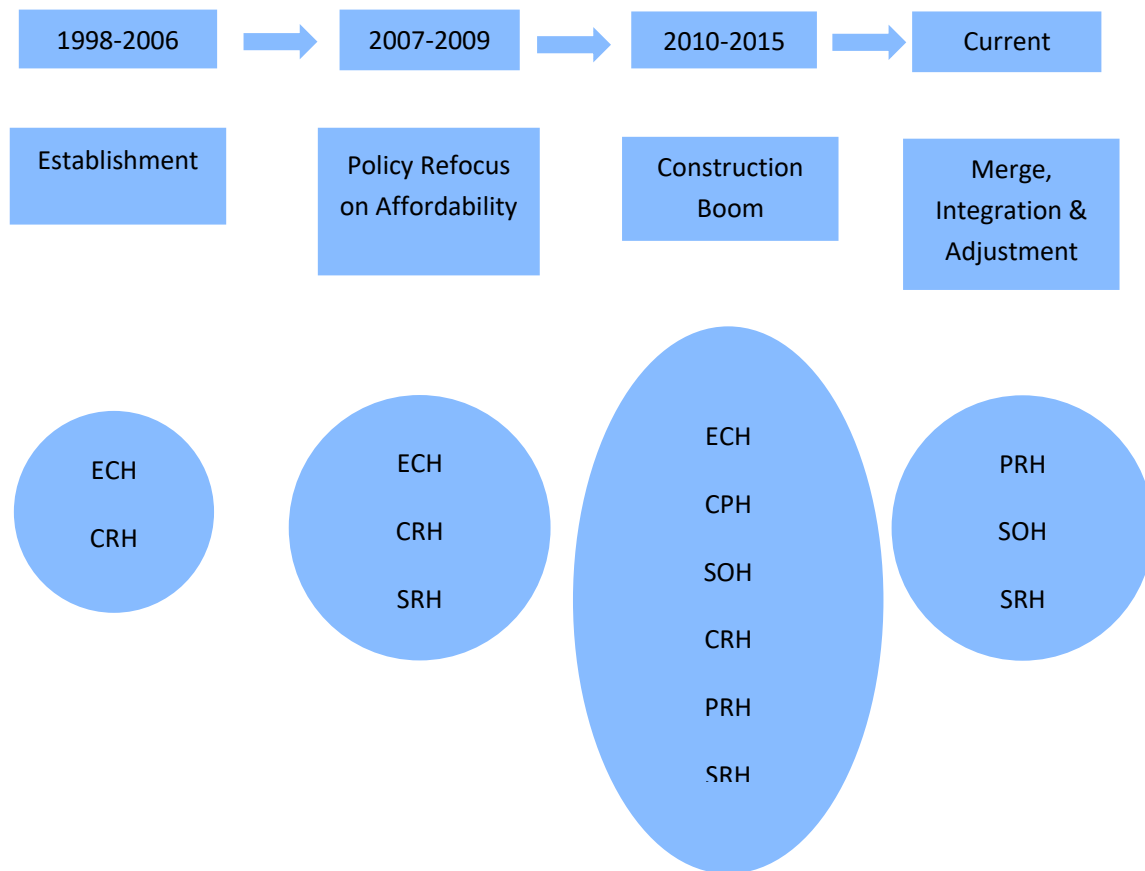 1998-2006
2007-2009
2010-2015
Current
Establishment
Policy Refocus
on Affordability
Construction
Boom
Merge,
Integration &
Adjustment
ECH
CRH
ECH
CRH
SRH
ECH
CPH
SOH
CRH
PRH
SRH
PRH
SOH
SRH